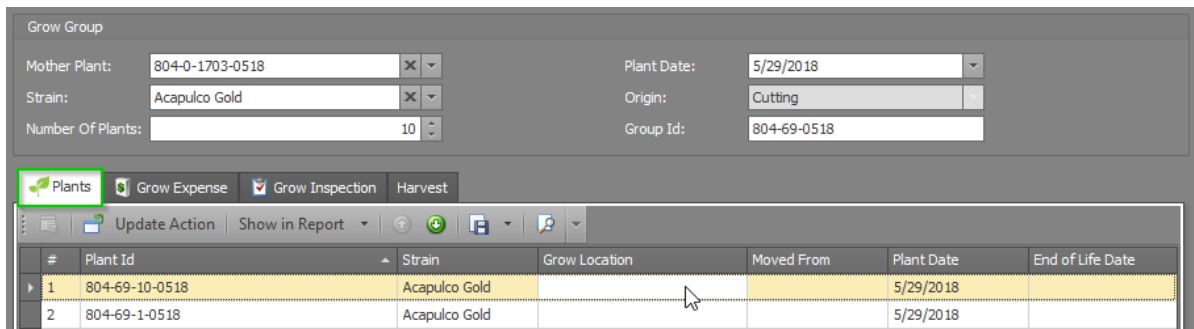 Grow Group
Mother Plant: 804-0-1703-0518 Plant Date: 5/29/2018
Strain: Acapulco Gold Origin: Cutting
Number Of Plants: 10 Group Id: 804-69-0518
Plants Grow Expense Grow Inspection Harvest
Update Action Show in Report
# Plant Id Strain Grow Location Moved From Plant Date End of Life Date
1 804-69-10-0518 Acapulco Gold 5/29/2018
2 804-69-1-0518 Acapulco Gold 5/29/2018